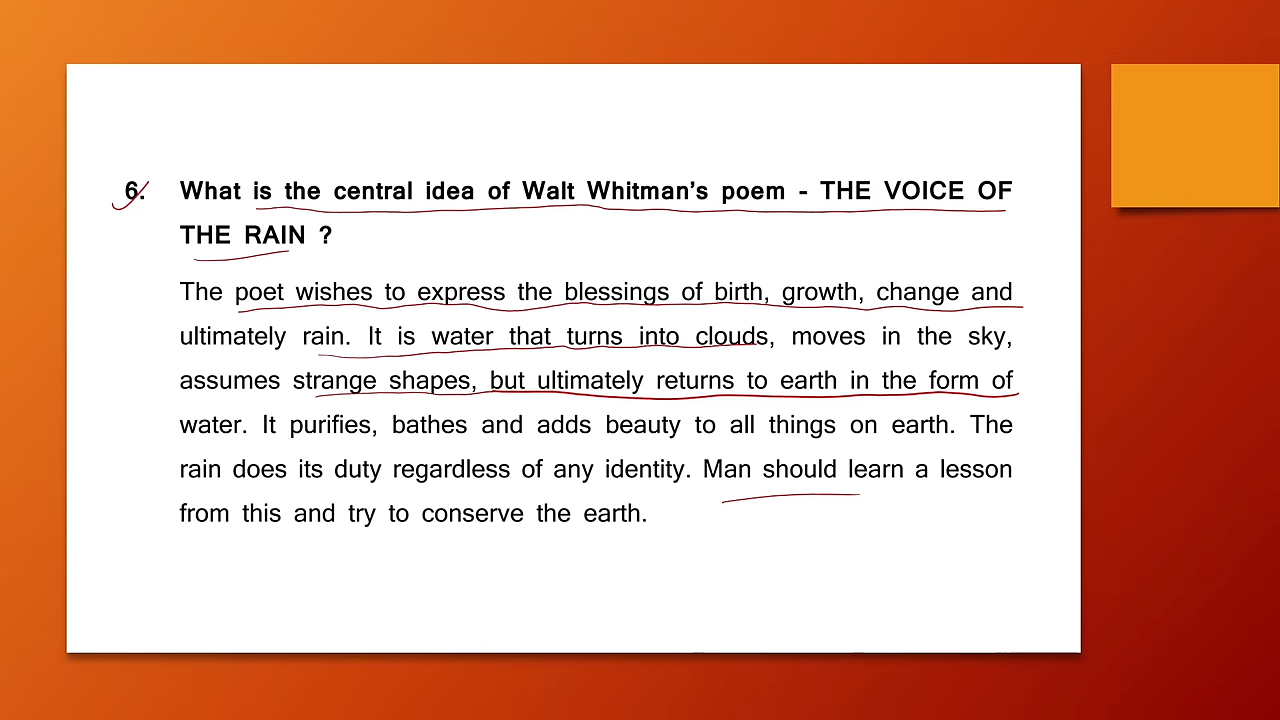 6. What is the central idea of Walt Whitman's poem - THE VOICE OF
THE RAIN ?
The poet wishes to express the blessings of birth, growth, change and
ultimately rain. It is water that turns into clouds, moves in the sky,
assumes strange shapes, but ultimately returns to earth in the form of
water. It purifies, bathes and adds beauty to all things on earth. The
rain does its duty regardless of any identity. Man should learn a lesson
from this and try to conserve the earth.